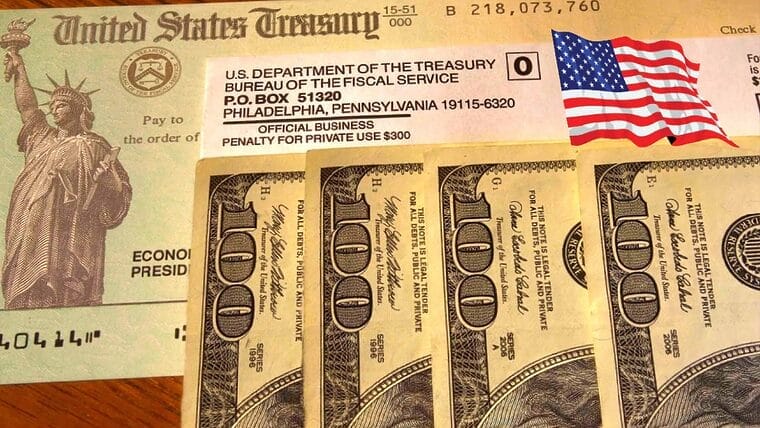 United States Treasury 15-51
000
B 218,073,760
Check
Pay to
the order of
ECONO
PRESID
40414
U.S. DEPARTMENT OF THE TREASURY
BUREAU OF THE FISCAL SERVICE
P.O. BOX 51320
PHILADELPHIA, PENNSYLVANIA 19115-6320
OFFICIAL BUSINESS
PENALTY FOR PRIVATE USE $300
0
Fo
is
$
100
H
FOR ALL DEBTS, PUBLIC AND PRIVATE
Treasurer of the United States.
SERIES
1996
100
H
THIS NOTE IS LEGAL TENDER
FOR ALL DEBTS, PUBLIC AND PRIVATE
Treasurer of the United States.
SERIES
1996
100
G
THIS NOTE IS LEGAL TENDER
FOR ALL DEBTS, PUBLIC AND PRIVATE
Treasurer of the United States.
SERIES
2006
A
100
E
THIS NOTE IS LEGAL TENDER
FOR ALL DEBTS, PUBLIC AND PRIVATE
Treasurer of the United States.
SERIES
2006